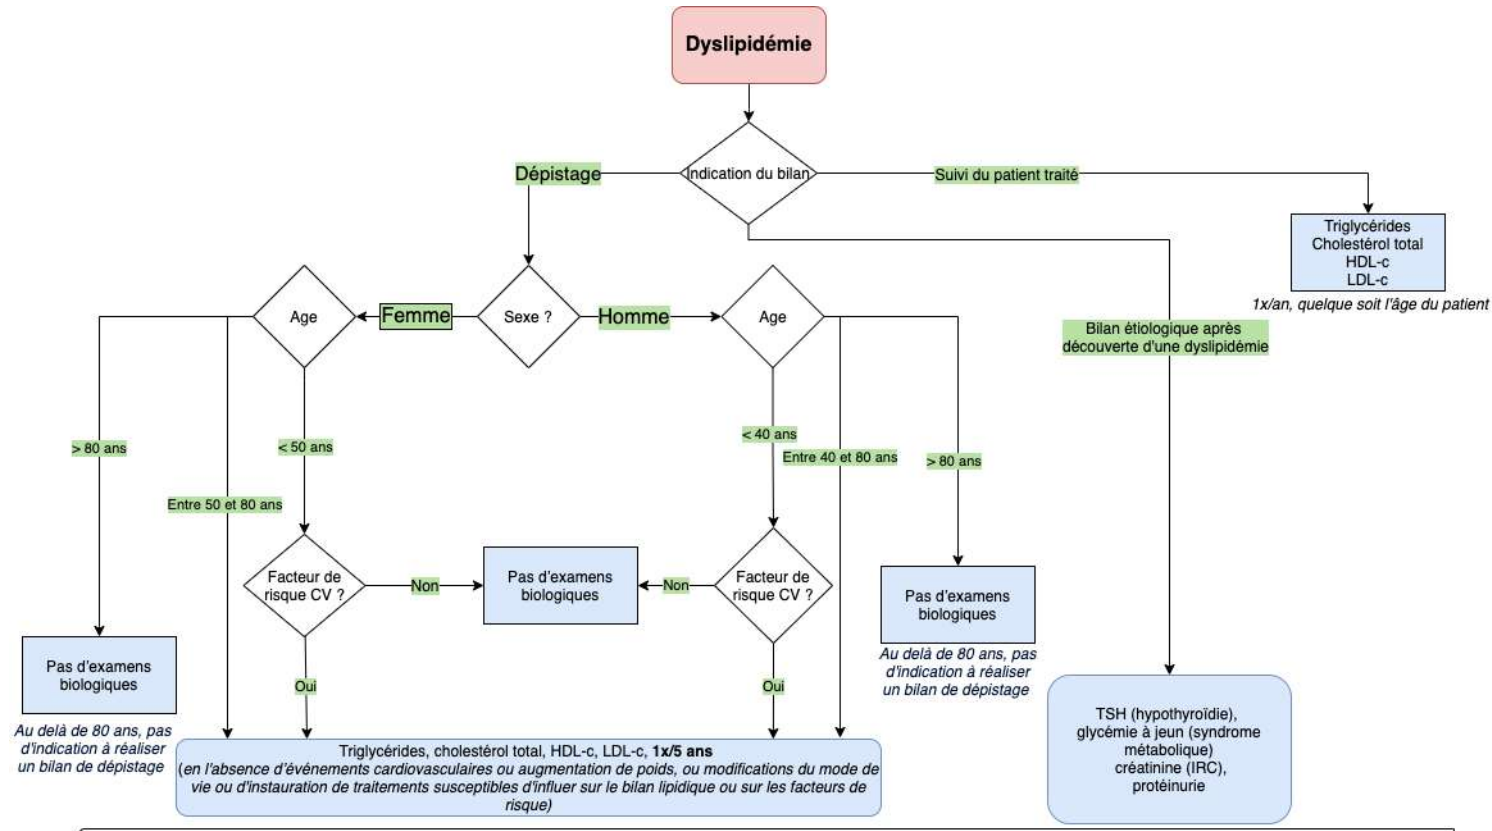 Dyslipidémie
Indication du bilan
Dépistage
Suivi du patient traité
Triglycérides
Cholestérol total
HDL-c
LDL-c
1x/an, quelque soit l'âge du patient
Bilan étiologique après
découverte d'une dyslipidémie
Age
Femme
Sexe ?
Homme
Age
> 80 ans
< 50 ans
Entre 50 et 80 ans
< 40 ans
Entre 40 et 80 ans
> 80 ans
Facteur de
risque CV ?
Non
Pas d'examens
biologiques
Non
Facteur de
risque CV ?
Pas d'examens
biologiques
Au delà de 80 ans, pas
d'indication à réaliser
un bilan de dépistage
Pas d'examens
biologiques
Au delà de 80 ans, pas
d'indication à réaliser
un bilan de dépistage
Oui
Oui
Triglycérides, cholestérol total, HDL-c, LDL-c, 1x/5 ans
(en l'absence d'événements cardiovasculaires ou augmentation de poids, ou modifications du mode de
vie ou d'instauration de traitements susceptibles d'influer sur le bilan lipidique ou sur les facteurs de
risque)
TSH (hypothyroïdie),
glycémie à jeun (syndrome
métabolique)
créatinine (IRC),
protéinurie